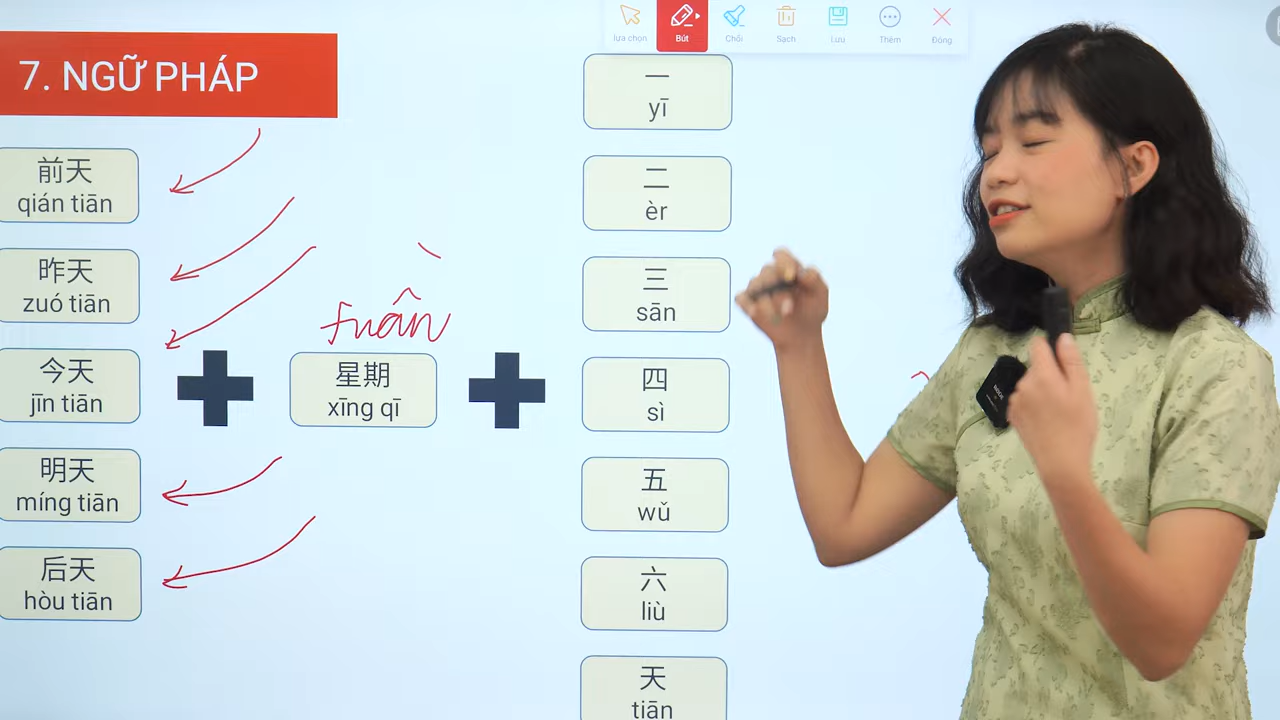 lựa chọn
Bút
Chổi
Sạch
Lưu
Thêm
Đóng
7. NGỮ PHÁP
前天
qián tiān
昨天
zuó tiān
今天
jīn tiān
明天
míng tiān
后天
hòu tiān
tuần
星期
xīng qī
一
yī
二
èr
三
sān
四
sì
五
wǔ
六
liù
天
tiān